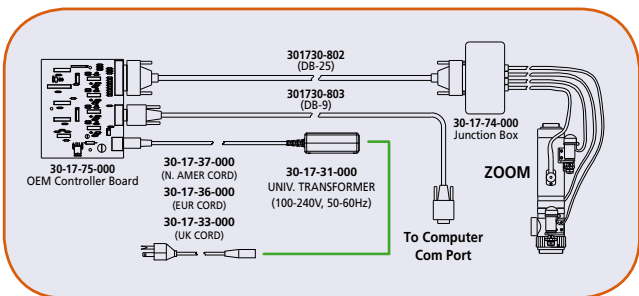 301730-802
(DB-25)
301730-803
(DB-9)
30-17-74-000
Junction Box
30-17-75-000
OEM Controller Board
30-17-37-000
(N. AMER CORD)
30-17-36-000
(EUR CORD)
30-17-33-000
(UK CORD)
30-17-31-000
UNIV. TRANSFORMER
(100-240V, 50-60Hz)
ZOOM
To Computer
Com Port